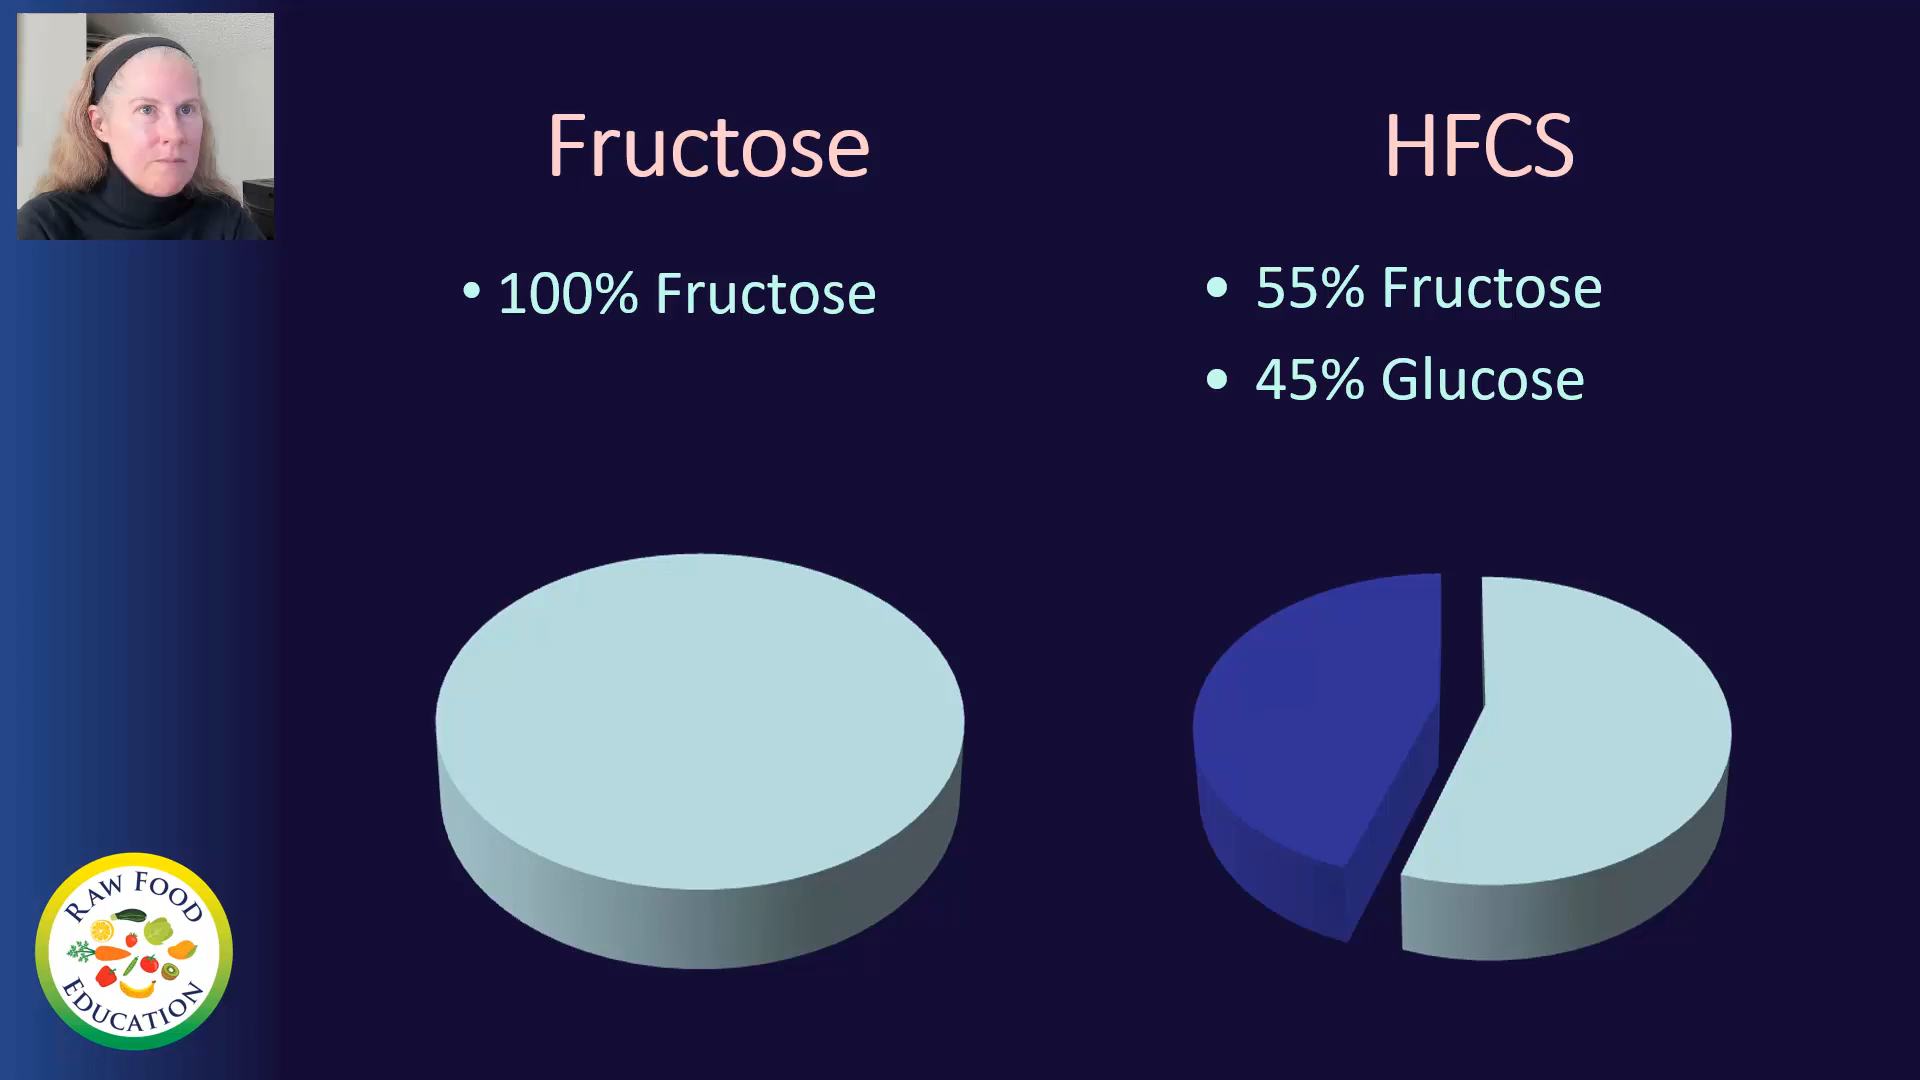 Fructose
• 100% Fructose
HFCS
• 55% Fructose
• 45% Glucose
RAW FOOD
EDUCATION